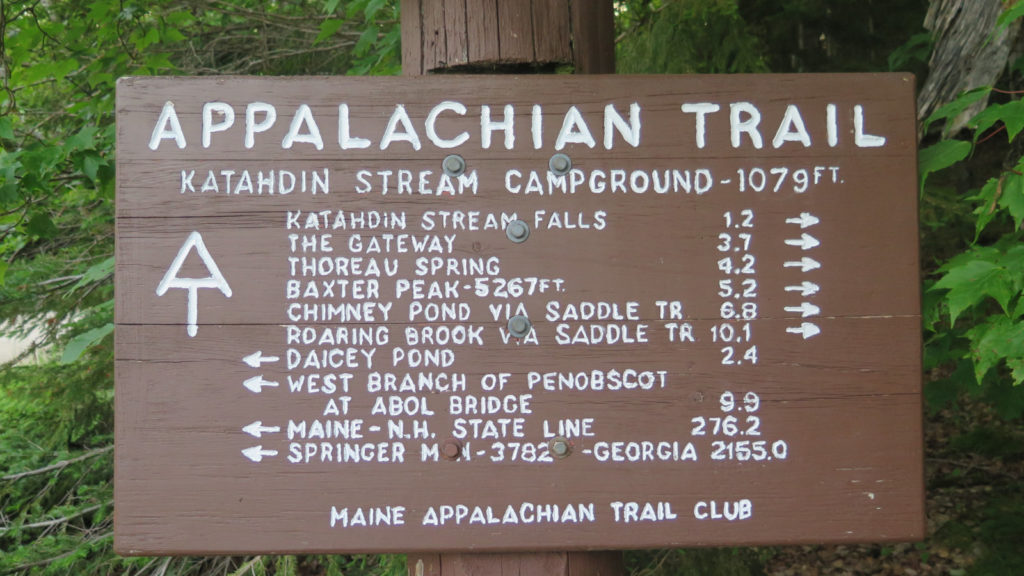 APPALACHIAN TRAIL
KATAHDIN STREAM CAMPGROUND-1079FT.
KATAHDIN STREAM FALLS 1.2 →
THE GATEWAY 3.7 →
THOREAU SPRING 4.2 →
BAXTER PEAK-5267FT. 5.2 →
CHIMNEY POND VIA SADDLE TR. 6.8 →
ROARING BROOK VIA SADDLE TR. 10.1 →
← DAICEY POND 2.4
← WEST BRANCH OF PENOBSCOT
AT ABOL BRIDGE 9.9
← MAINE-N.H. STATE LINE 276.2
← SPRINGER -3782 -GEORGIA 2155.0
MAINE APPALACHIAN TRAIL CLUB